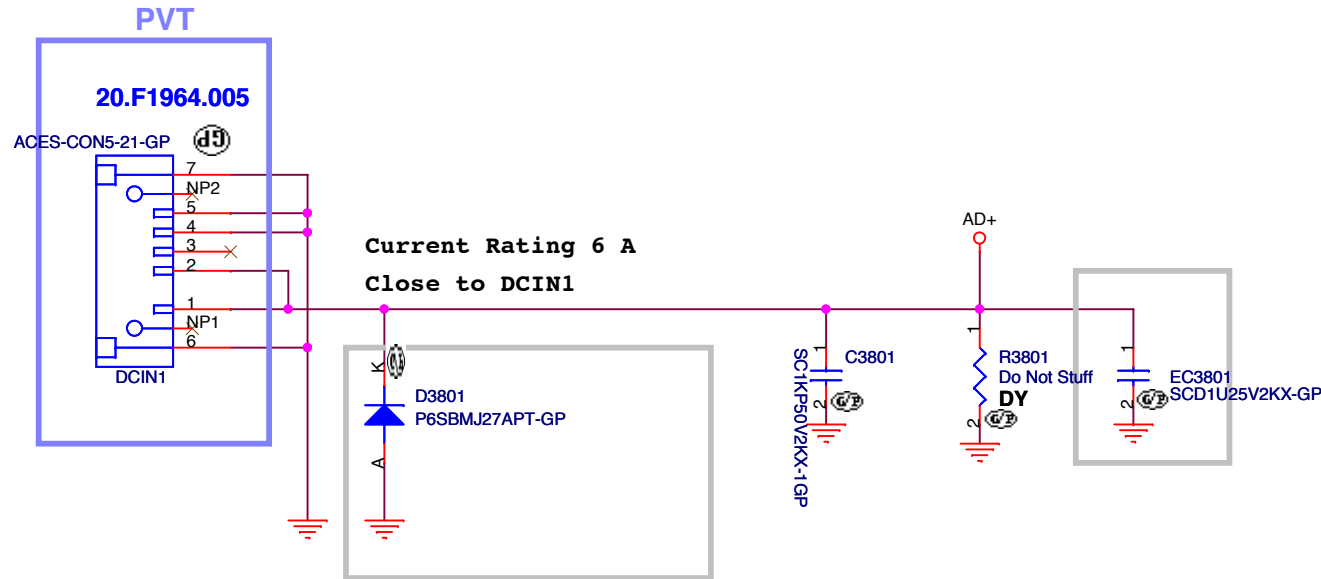 PVT
20.F1964.005
ACES-CON5-21-GP
GP
7
NP2
5
4
3
2
1
NP1
6
DCIN1
Current Rating 6 A
Close to DCIN1
AD+
K
D3801
P6SBMJ27APT-GP
A
1
C3801
SC1KP50V2KX-1GP
2
G/P
1
R3801
Do Not Stuff
DY
2
G/P
1
EC3801
SCD1U25V2KX-GP
2
G/P